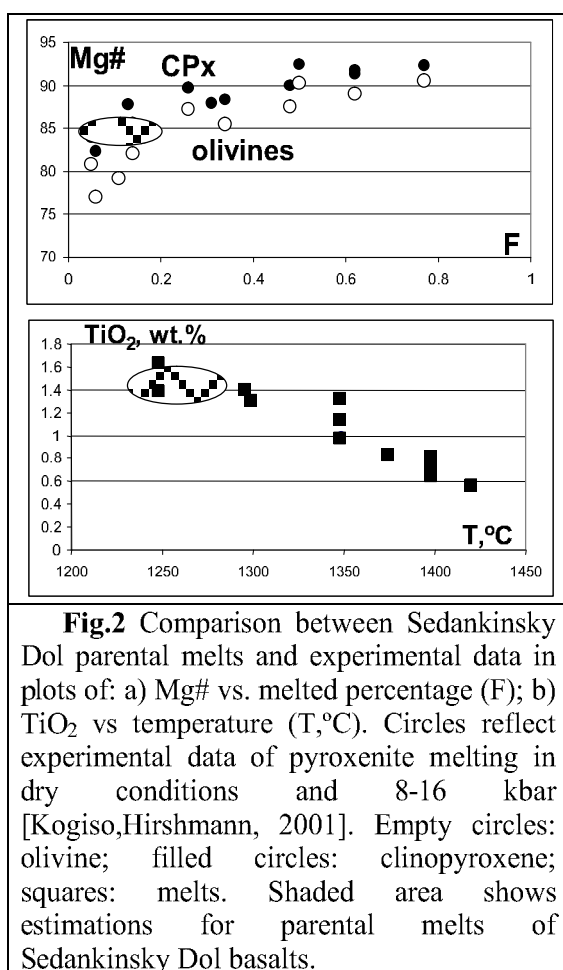 Mg#
CPx
olivines
F
95
90
85
80
75
70
0 0.2 0.4 0.6 0.8 1
TiO2, wt.%
T,ºC
1.8
1.6
1.4
1.2
1
0.8
0.6
0.4
0.2
0
1200 1250 1300 1350 1400 1450
Fig.2 Comparison between Sedankinsky
Dol parental melts and experimental data in
plots of: a) Mg# vs. melted percentage (F); b)
TiO2 vs temperature (T,ºC). Circles reflect
experimental data of pyroxenite melting in
dry conditions and 8-16 kbar
[Kogiso,Hirshmann, 2001]. Empty circles:
olivine; filled circles: clinopyroxene;
squares: melts. Shaded area shows
estimations for parental melts of
Sedankinsky Dol basalts.